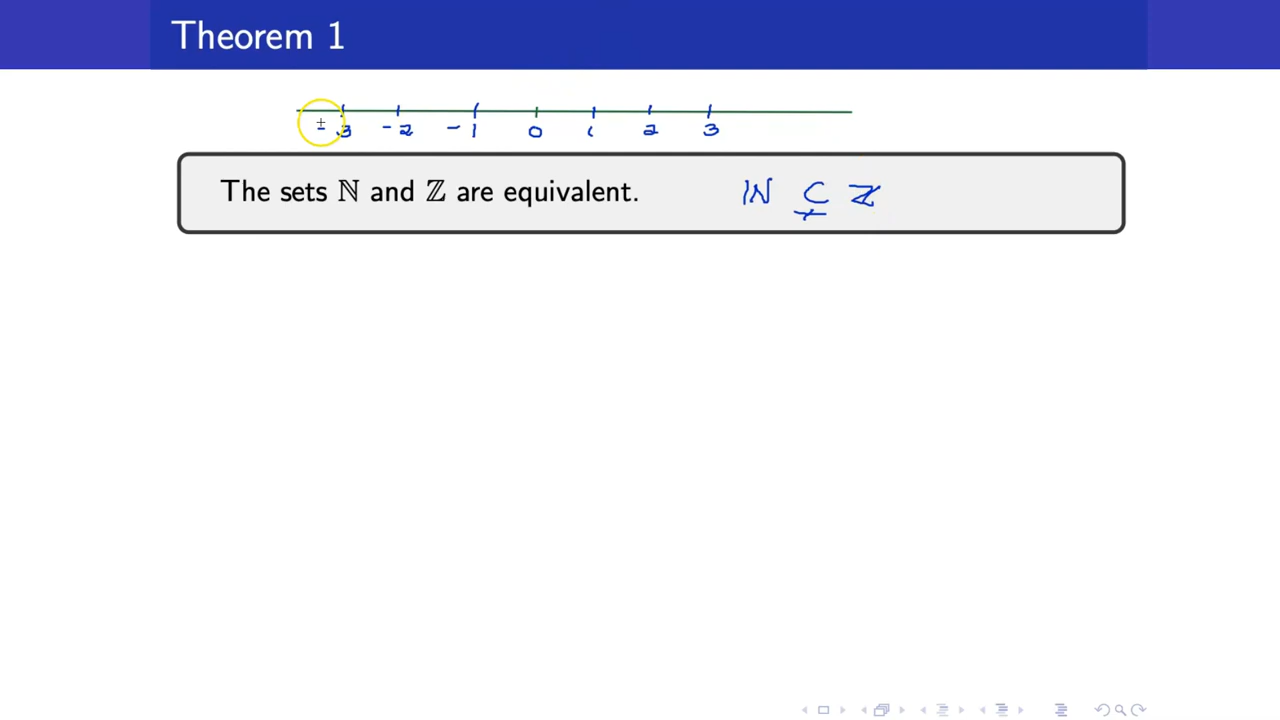 Theorem 1
-3 -2 -1 0 1 2 3
The sets ℕ and ℤ are equivalent. ℕ ⊊ ℤ